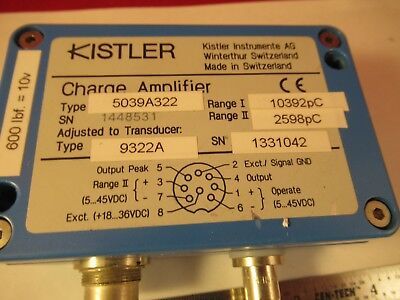 KISTLER
Kistler Instrumente AG
Winterthur Switzerland
Made in Switzerland
600 lbf. = 10v
Charge Amplifier CE
Type 5039A322 Range I 10392pC
SN 1448531 Range II 2598pC
Adjusted to Transducer:
Type 9322A SN 1331042
Output Peak 5 2 Exct./ Signal GND
Range II + 3 4 Output
(5...45VDC) - 7 1 + Operate
Exct. (+18...36VDC) 8 6 - (5...45VDC)